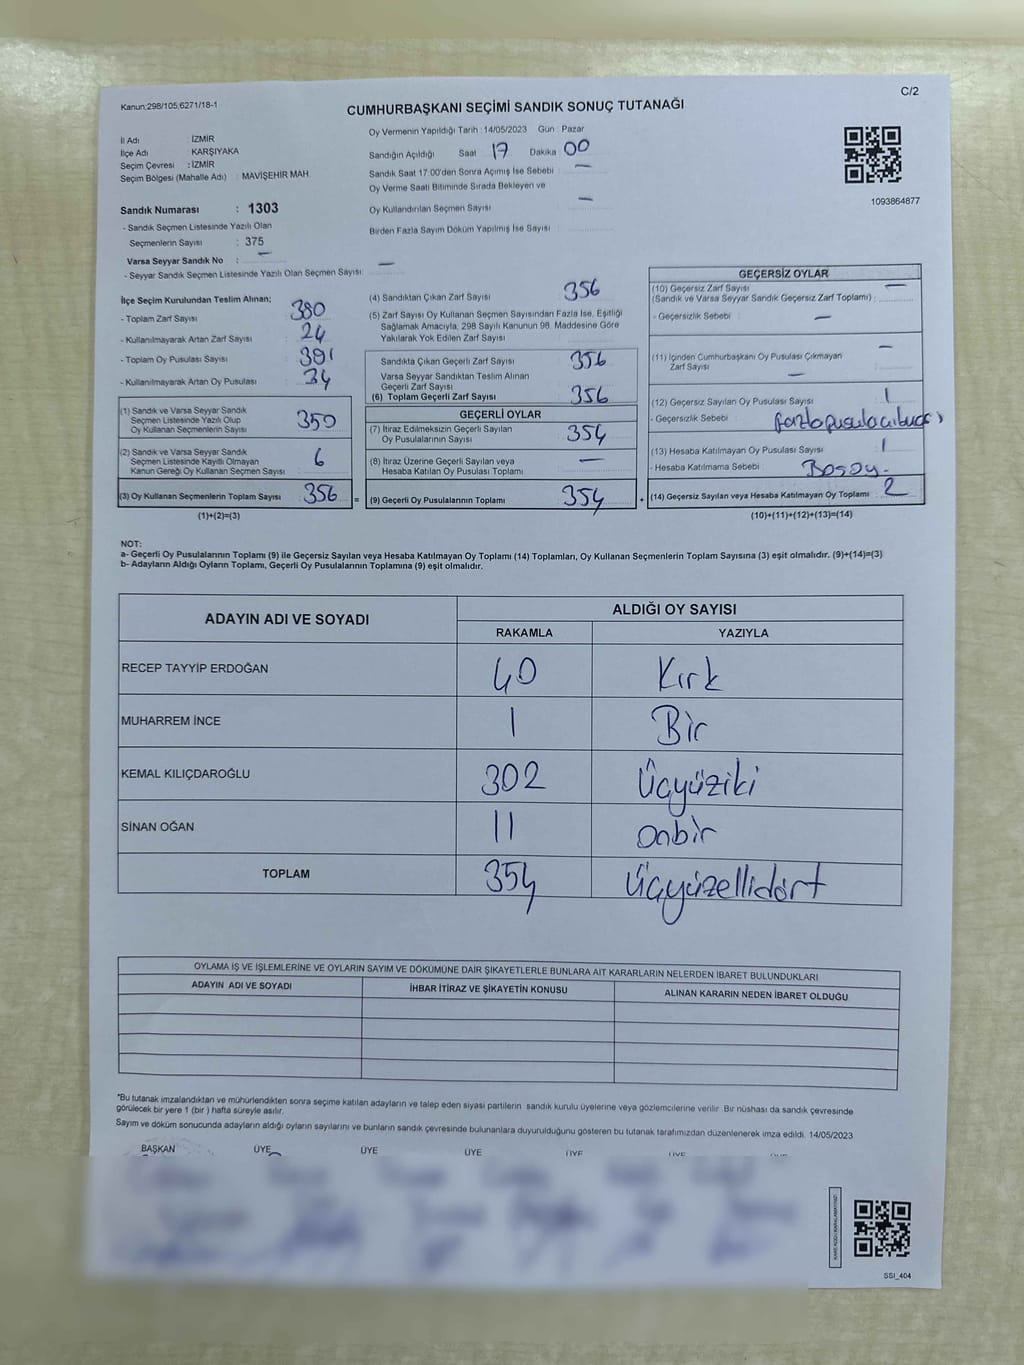 Kanun:298/105,6271/18-1
C/2
CUMHURBAŞKANI SEÇİMİ SANDIK SONUÇ TUTANAĞI
İl Adı : İZMİR
İlçe Adı : KARŞIYAKA
Seçim Çevresi : İZMİR
Seçim Bölgesi (Mahalle Adı) : MAVİŞEHİR MAH.
Oy Vermenin Yapıldığı Tarih : 14/05/2023 Gün : Pazar
Sandığın Açıldığı Saat 17 Dakika 00
Sandık Saat 17.00'den Sonra Açılmış İse Sebebi : —
Oy Verme Saati Bitiminde Sırada Bekleyen ve
Oy Kullandırılan Seçmen Sayısı : —
Birden Fazla Sayım Döküm Yapılmış İse Sayısı :
1093864877
Sandık Numarası : 1303
- Sandık Seçmen Listesinde Yazılı Olan
Seçmenlerin Sayısı : 375
Varsa Seyyar Sandık No : —
- Seyyar Sandık Seçmen Listesinde Yazılı Olan Seçmen Sayısı: —
İlçe Seçim Kurulundan Teslim Alınan;
- Toplam Zarf Sayısı : 380
- Kullanılmayarak Artan Zarf Sayısı : 24
- Toplam Oy Pusulası Sayısı : 391
- Kullanılmayarak Artan Oy Pusulası : 34
(1) Sandık ve Varsa Seyyar Sandık
Seçmen Listesinde Yazılı Olup
Oy Kullanan Seçmenlerin Sayısı : 350
(2) Sandık ve Varsa Seyyar Sandık
Seçmen Listesinde Kayıtlı Olmayan
Kanun Gereği Oy Kullanan Seçmen Sayısı : 6
(3) Oy Kullanan Seçmenlerin Toplam Sayısı : 356
(1)+(2)=(3)
(4) Sandıktan Çıkan Zarf Sayısı : 356
(5) Zarf Sayısı Oy Kullanan Seçmen Sayısından Fazla İse, Eşitliği
Sağlamak Amacıyla; 298 Sayılı Kanunun 98. Maddesine Göre
Yakılarak Yok Edilen Zarf Sayısı
Sandıkta Çıkan Geçerli Zarf Sayısı : 356
Varsa Seyyar Sandıktan Teslim Alınan
Geçerli Zarf Sayısı
(6) Toplam Geçerli Zarf Sayısı : 356
GEÇERLİ OYLAR
(7) İtiraz Edilmeksizin Geçerli Sayılan
Oy Pusulalarının Sayısı : 354
(8) İtiraz Üzerine Geçerli Sayılan veya
Hesaba Katılan Oy Pusulası Toplamı : —
= (9) Geçerli Oy Pusulalarının Toplamı : 354
GEÇERSİZ OYLAR
(10) Geçersiz Zarf Sayısı
(Sandık ve Varsa Seyyar Sandık Geçersiz Zarf Toplamı) : —
- Geçersizlik Sebebi : —
(11) İçinden Cumhurbaşkanı Oy Pusulası Çıkmayan
Zarf Sayısı : —
(12) Geçersiz Sayılan Oy Pusulası Sayısı : 1
- Geçersizlik Sebebi :
(13) Hesaba Katılmayan Oy Pusulası Sayısı : 1
- Hesaba Katılmama Sebebi : Boşoy.
+ (14) Geçersiz Sayılan veya Hesaba Katılmayan Oy Toplamı : 2
(10)+(11)+(12)+(13)=(14)
NOT:
a- Geçerli Oy Pusulalarının Toplamı (9) ile Geçersiz Sayılan veya Hesaba Katılmayan Oy Toplamı (14) Toplamları, Oy Kullanan Seçmenlerin Toplam Sayısına (3) eşit olmalıdır. (9)+(14)=(3)
b- Adayların Aldığı Oyların Toplamı, Geçerli Oy Pusulalarının Toplamına (9) eşit olmalıdır.
ADAYIN ADI VE SOYADI
ALDIĞI OY SAYISI
RAKAMLA YAZIYLA
RECEP TAYYİP ERDOĞAN 40 Kırk
MUHARREM İNCE 1 Bir
KEMAL KILIÇDAROĞLU 302 Üçyüziki
SİNAN OĞAN 11 Onbir
TOPLAM 354 Üçyüzellidört
OYLAMA İŞ VE İŞLEMLERİNE VE OYLARIN SAYIM VE DÖKÜMÜNE DAİR ŞİKAYETLERLE BUNLARA AİT KARARLARIN NELERDEN İBARET BULUNDUKLARI
ADAYIN ADI VE SOYADI İHBAR İTİRAZ VE ŞİKAYETİN KONUSU ALINAN KARARIN NEDEN İBARET OLDUĞU
*Bu tutanak imzalandıktan ve mühürlendikten sonra seçime katılan adayların ve talep eden siyasi partilerin sandık kurulu üyelerine veya gözlemcilerine verilir. Bir nüshası da sandık çevresinde
görülecek bir yere 1 (bir ) hafta süreyle asılır.
Sayım ve döküm sonucunda adayların aldığı oyların sayılarını ve bunların sandık çevresinde bulunanlara duyurulduğunu gösteren bu tutanak tarafımızdan düzenlenerek imza edildi. 14/05/2023
BAŞKAN ÜYE ÜYE ÜYE ÜYE ÜYE ÜYE
SSI_404